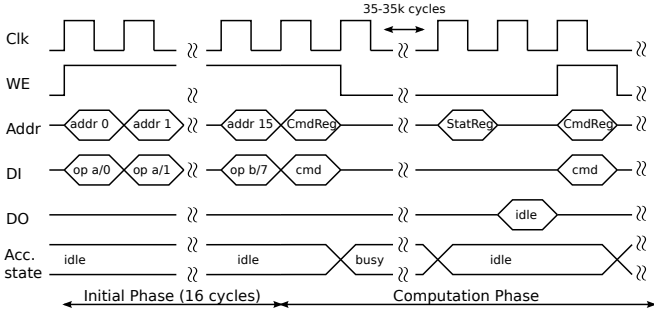 35-35k cycles
Clk
WE
Addr addr 0 addr 1 addr 15 CmdReg StatReg CmdReg
DI op a/0 op a/1 op b/7 cmd cmd
DO idle
Acc. state idle idle busy idle
Initial Phase (16 cycles) Computation Phase